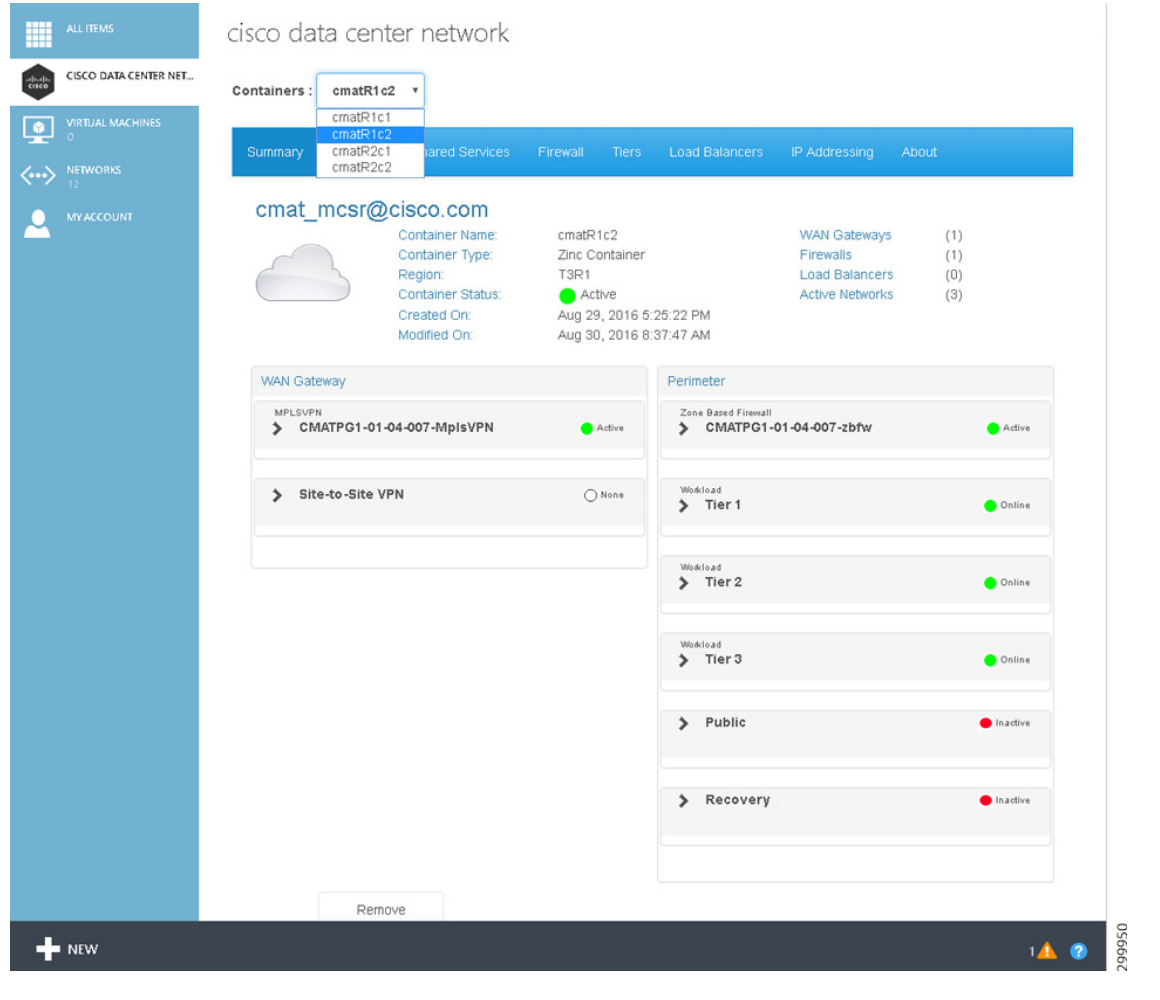 ALL ITEMS
cisco
CISCO DATA CENTER NET...
VIRTUAL MACHINES
0
NETWORKS
12
MY ACCOUNT
cisco data center network
Containers : cmatR1c2
cmatR1c1
cmatR1c2
cmatR2c1
cmatR2c2
Summary ared Services Firewall Tiers Load Balancers IP Addressing About
cmat_mcsr@cisco.com
Container Name: cmatR1c2 WAN Gateways (1)
Container Type: Zinc Container Firewalls (1)
Region: T3R1 Load Balancers (0)
Container Status: Active Active Networks (3)
Created On: Aug 29, 2016 5:25:22 PM
Modified On: Aug 30, 2016 8:37:47 AM
WAN Gateway
MPLSVPN
CMATPG1-01-04-007-MplsVPN Active
Site-to-Site VPN None
Perimeter
Zone Based Firewall
CMATPG1-01-04-007-zbfw Active
Workload
Tier 1 Online
Workload
Tier 2 Online
Workload
Tier 3 Online
Public Inactive
Recovery Inactive
Remove
NEW
1
?
299950